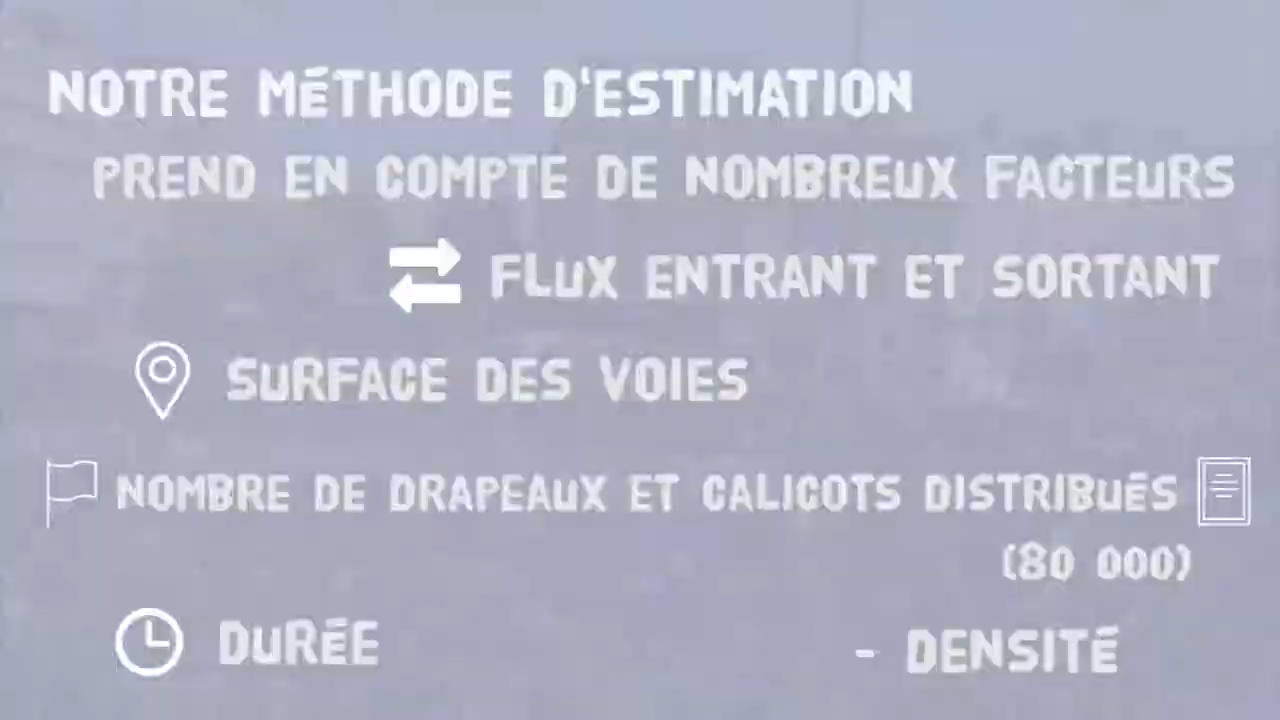 NOTRE MÉTHODE D'ESTIMATION
PREND EN COMPTE DE NOMBREUX FACTEURS
FLUX ENTRANT ET SORTANT
SURFACE DES VOIES
NOMBRE DE DRAPEAUX ET CALICOTS DISTRIBUÉS
(80 000)
DURÉE
- DENSITÉ